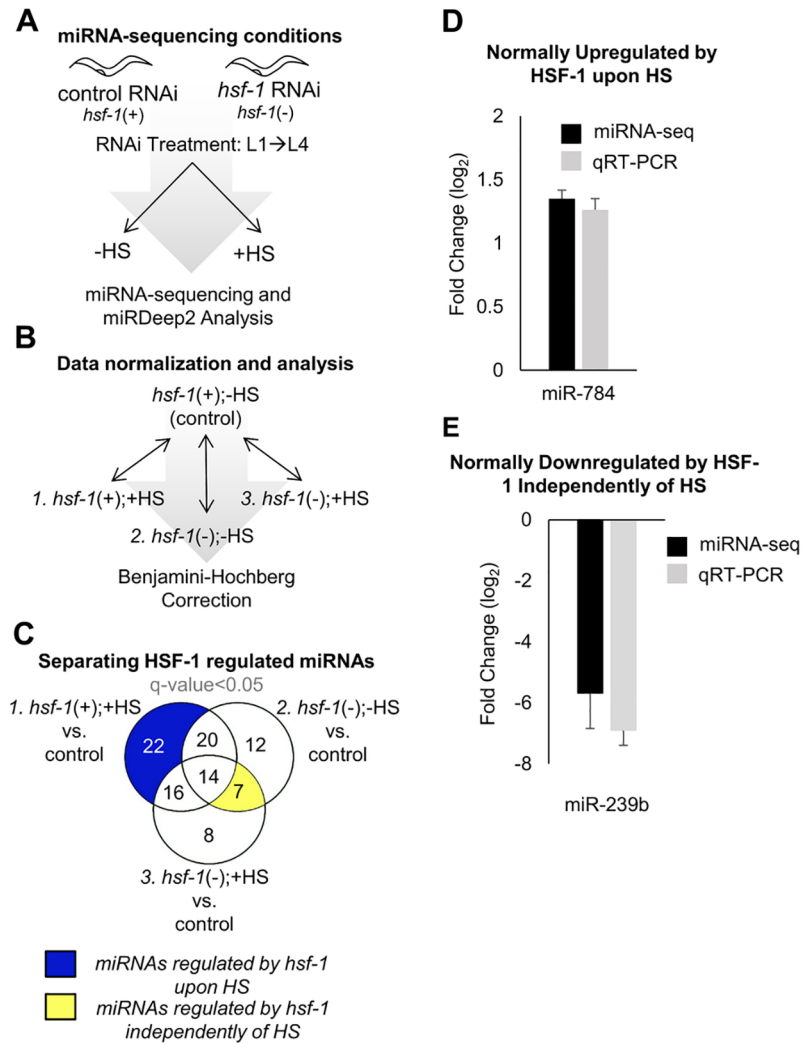 A
miRNA-sequencing conditions
control RNAi
hsf-1(+)
hsf-1 RNAi
hsf-1(-)
RNAi Treatment: L1→L4
-HS
+HS
miRNA-sequencing and
miRDeep2 Analysis
B
Data normalization and analysis
hsf-1(+);-HS
(control)
1. hsf-1(+);+HS
3. hsf-1(-);+HS
2. hsf-1(-);-HS
Benjamini-Hochberg
Correction
C
Separating HSF-1 regulated miRNAs
q-value<0.05
1. hsf-1(+);+HS
vs.
control
2. hsf-1(-);-HS
vs.
control
22
20
12
14
16
7
8
3. hsf-1(-);+HS
vs.
control
miRNAs regulated by hsf-1
upon HS
miRNAs regulated by hsf-1
independently of HS
D
Normally Upregulated by
HSF-1 upon HS
Fold Change (log2)
2
1.5
1
0.5
0
miRNA-seq
qRT-PCR
miR-784
E
Normally Downregulated by HSF-
1 Independently of HS
Fold Change (log2)
0
-2
-4
-6
-8
miRNA-seq
qRT-PCR
miR-239b